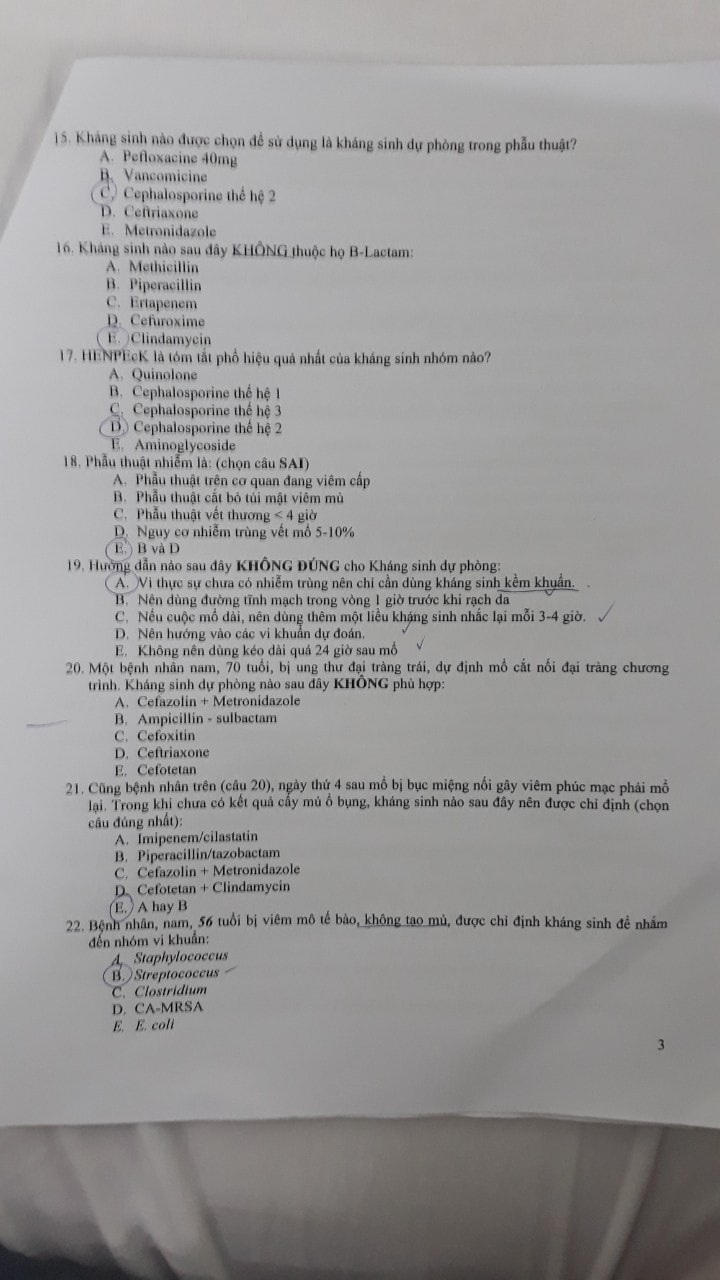 15. Kháng sinh nào được chọn để sử dụng là kháng sinh dự phòng trong phẫu thuật?
A. Pefloxacine 40mg
B. Vancomicine
C. Cephalosporine thế hệ 2
D. Ceftriaxone
E. Metronidazole
16. Kháng sinh nào sau đây KHÔNG thuộc họ B-Lactam:
A. Methicillin
B. Piperacillin
C. Ertapenem
D. Cefuroxime
E. Clindamycin
17. HENPEcK là tóm tắt phổ hiệu quả nhất của kháng sinh nhóm nào?
A. Quinolone
B. Cephalosporine thế hệ 1
C. Cephalosporine thế hệ 3
D. Cephalosporine thế hệ 2
E. Aminoglycoside
18. Phẫu thuật nhiễm là: (chọn câu SAI)
A. Phẫu thuật trên cơ quan đang viêm cấp
B. Phẫu thuật cắt bỏ túi mật viêm mủ
C. Phẫu thuật vết thương < 4 giờ
D. Nguy cơ nhiễm trùng vết mổ 5-10%
E. B và D
19. Hướng dẫn nào sau đây KHÔNG ĐÚNG cho Kháng sinh dự phòng:
A. Vì thực sự chưa có nhiễm trùng nên chỉ cần dùng kháng sinh kềm khuẩn.
B. Nên dùng đường tĩnh mạch trong vòng 1 giờ trước khi rạch da
C. Nếu cuộc mổ dài, nên dùng thêm một liều kháng sinh nhắc lại mỗi 3-4 giờ.
D. Nên hướng vào các vi khuẩn dự đoán.
E. Không nên dùng kéo dài quá 24 giờ sau mổ
20. Một bệnh nhân nam, 70 tuổi, bị ung thư đại tràng trái, dự định mổ cắt nối đại tràng chương
trình. Kháng sinh dự phòng nào sau đây KHÔNG phù hợp:
A. Cefazolin + Metronidazole
B. Ampicillin - sulbactam
C. Cefoxitin
D. Ceftriaxone
E. Cefotetan
21. Cũng bệnh nhân trên (câu 20), ngày thứ 4 sau mổ bị bục miệng nối gây viêm phúc mạc phải mổ
lại. Trong khi chưa có kết quả cấy mủ ổ bụng, kháng sinh nào sau đây nên được chỉ định (chọn
câu đúng nhất):
A. Imipenem/cilastatin
B. Piperacillin/tazobactam
C. Cefazolin + Metronidazole
D. Cefotetan + Clindamycin
E. A hay B
22. Bệnh nhân, nam, 56 tuổi bị viêm mô tế bào, không tạo mủ, được chỉ định kháng sinh để nhắm
đến nhóm vi khuẩn:
A. Staphylococcus
B. Streptococcus
C. Clostridium
D. CA-MRSA
E. E. coli
3